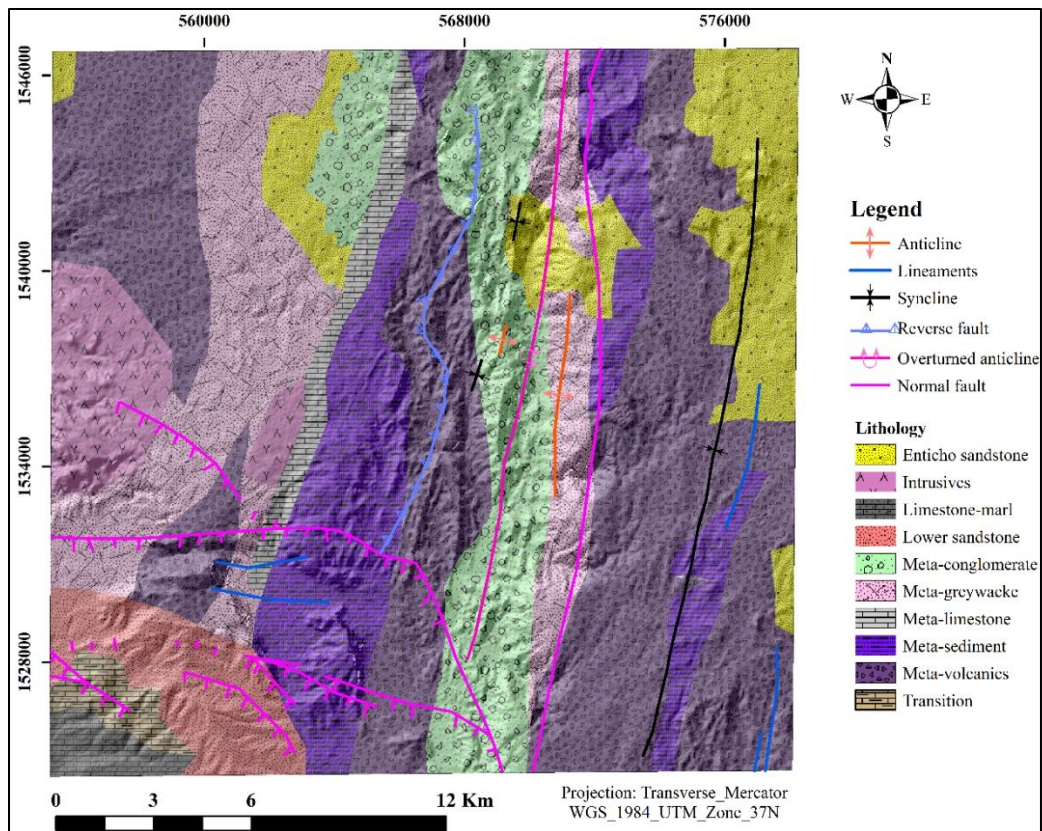 560000
568000
576000
1546000
1540000
1534000
1528000
N
W
E
S
Legend
Anticline
Lineaments
Syncline
Reverse fault
Overturned anticline
Normal fault
Lithology
Enticho sandstone
Intrusives
Limestone-marl
Lower sandstone
Meta-conglomerate
Meta-greywacke
Meta-limestone
Meta-sediment
Meta-volcanics
Transition
0
3
6
12 Km
Projection: Transverse_Mercator
WGS_1984_UTM_Zone_37N